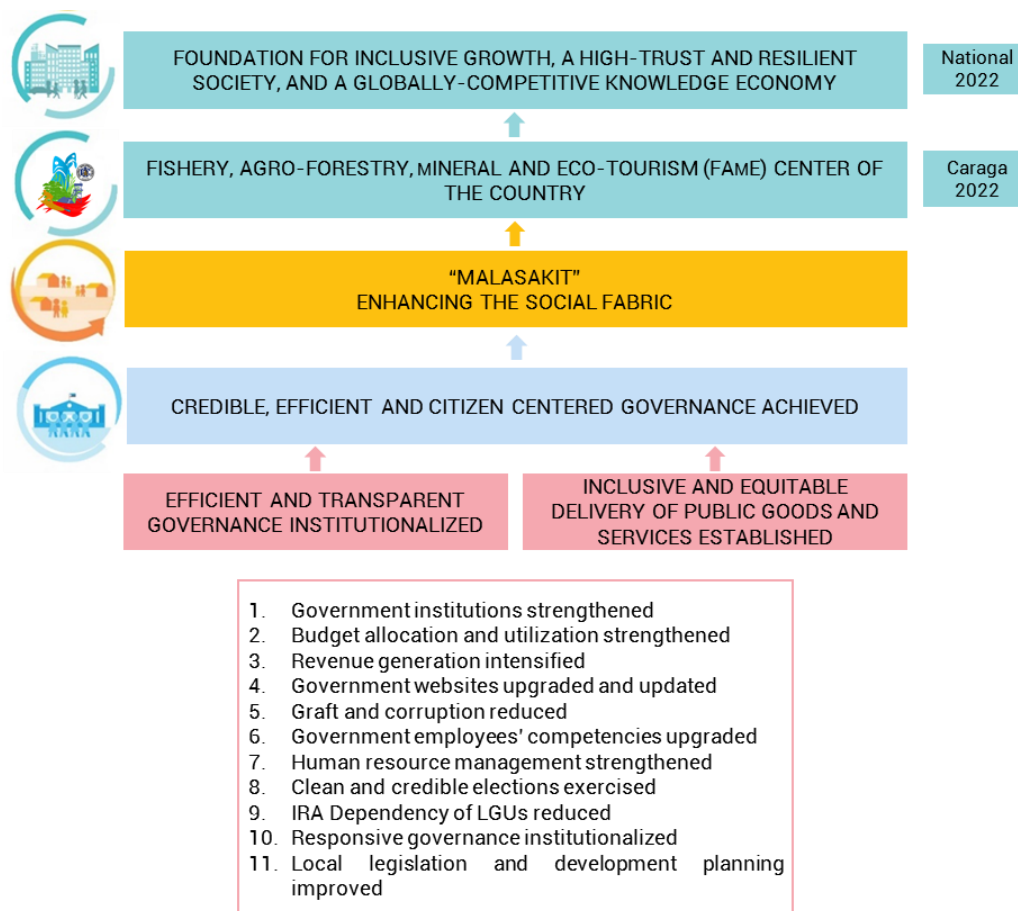 FOUNDATION FOR INCLUSIVE GROWTH, A HIGH-TRUST AND RESILIENT
SOCIETY, AND A GLOBALLY-COMPETITIVE KNOWLEDGE ECONOMY
National
2022
FISHERY, AGRO-FORESTRY, MINERAL AND ECO-TOURISM (FAME) CENTER OF
THE COUNTRY
Caraga
2022
“MALASAKIT”
ENHANCING THE SOCIAL FABRIC
CREDIBLE, EFFICIENT AND CITIZEN CENTERED GOVERNANCE ACHIEVED
EFFICIENT AND TRANSPARENT
GOVERNANCE INSTITUTIONALIZED
INCLUSIVE AND EQUITABLE
DELIVERY OF PUBLIC GOODS AND
SERVICES ESTABLISHED
1. Government institutions strengthened
2. Budget allocation and utilization strengthened
3. Revenue generation intensified
4. Government websites upgraded and updated
5. Graft and corruption reduced
6. Government employees’ competencies upgraded
7. Human resource management strengthened
8. Clean and credible elections exercised
9. IRA Dependency of LGUs reduced
10. Responsive governance institutionalized
11. Local legislation and development planning
improved